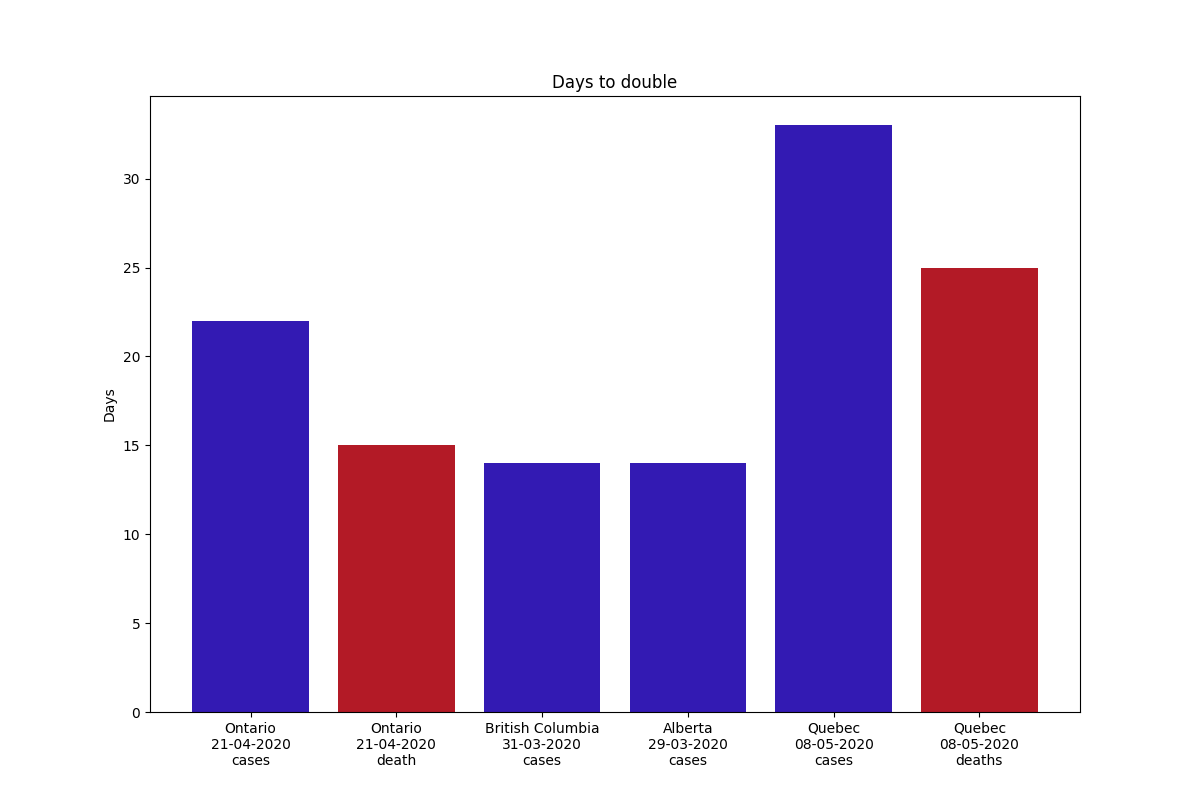 Days to double
Days
30
25
20
15
10
5
0
Ontario
21-04-2020
cases
Ontario
21-04-2020
death
British Columbia
31-03-2020
cases
Alberta
29-03-2020
cases
Quebec
08-05-2020
cases
Quebec
08-05-2020
deaths